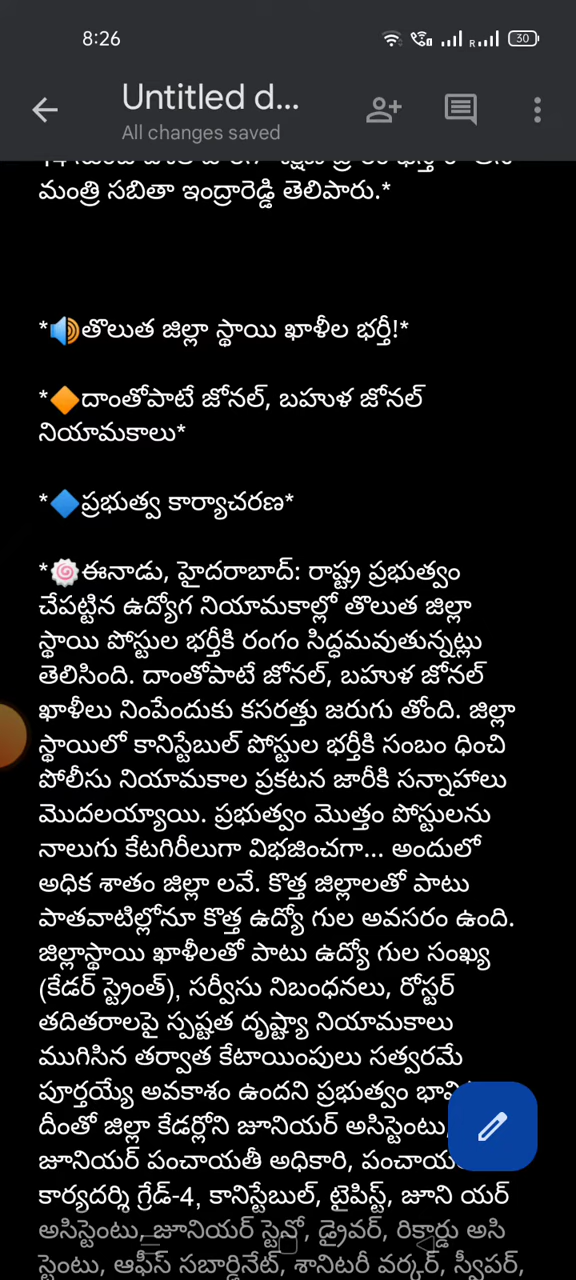 8:26
R
30
Untitled d...
All changes saved
మంత్రి సబితా ఇంద్రారెడ్డి తెలిపారు.*
*🔊తొలుత జిల్లా స్థాయి ఖాళీల భర్తీ!*
*🔶దాంతోపాటే జోనల్, బహుళ జోనల్
నియామకాలు*
*🔷ప్రభుత్వ కార్యాచరణ*
*🍥ఈనాడు, హైదరాబాద్: రాష్ట్ర ప్రభుత్వం
చేపట్టిన ఉద్యోగ నియామకాల్లో తొలుత జిల్లా
స్థాయి పోస్టుల భర్తీకి రంగం సిద్ధమవుతున్నట్లు
తెలిసింది. దాంతోపాటే జోనల్, బహుళ జోనల్
ఖాళీలు నింపేందుకు కసరత్తు జరుగు తోంది. జిల్లా
స్థాయిలో కానిస్టేబుల్ పోస్టుల భర్తీకి సంబం ధించి
పోలీసు నియామకాల ప్రకటన జారీకి సన్నాహాలు
మొదలయ్యాయి. ప్రభుత్వం మొత్తం పోస్టులను
నాలుగు కేటగిరీలుగా విభజించగా... అందులో
అధిక శాతం జిల్లా లవే. కొత్త జిల్లాలతో పాటు
పాతవాటిల్లోనూ కొత్త ఉద్యో గుల అవసరం ఉంది.
జిల్లాస్థాయి ఖాళీలతో పాటు ఉద్యో గుల సంఖ్య
(కేడర్ స్ట్రెంత్), సర్వీసు నిబంధనలు, రోస్టర్
తదితరాలపై స్పష్టత దృష్ట్యా నియామకాలు
ముగిసిన తర్వాత కేటాయింపులు సత్వరమే
పూర్తయ్యే అవకాశం ఉందని ప్రభుత్వం
దీంతో జిల్లా కేడర్లోని జూనియర్ అసిస్టెంటు,
జూనియర్ పంచాయతీ అధికారి,
కార్యదర్శి గ్రేడ్-4, కానిస్టేబుల్, టైపిస్ట్, జూని యర్
అసిస్టెంటు, జూనియర్ స్టెనో, డ్రైవర్, రికార్డు అసి
స్టెంటు, ఆఫీస్ సబార్డినేట్, శానిటరీ వర్కర్, స్వీపర్,